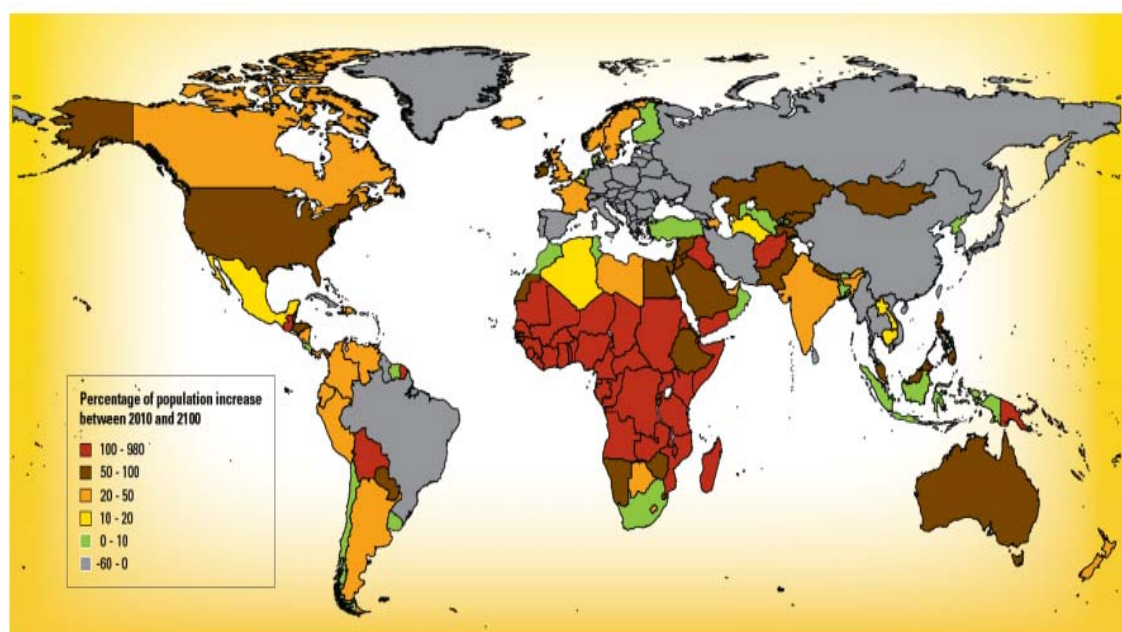 Percentage of population increase
between 2010 and 2100
100 - 980
50 - 100
20 - 50
10 - 20
0 - 10
-60 - 0